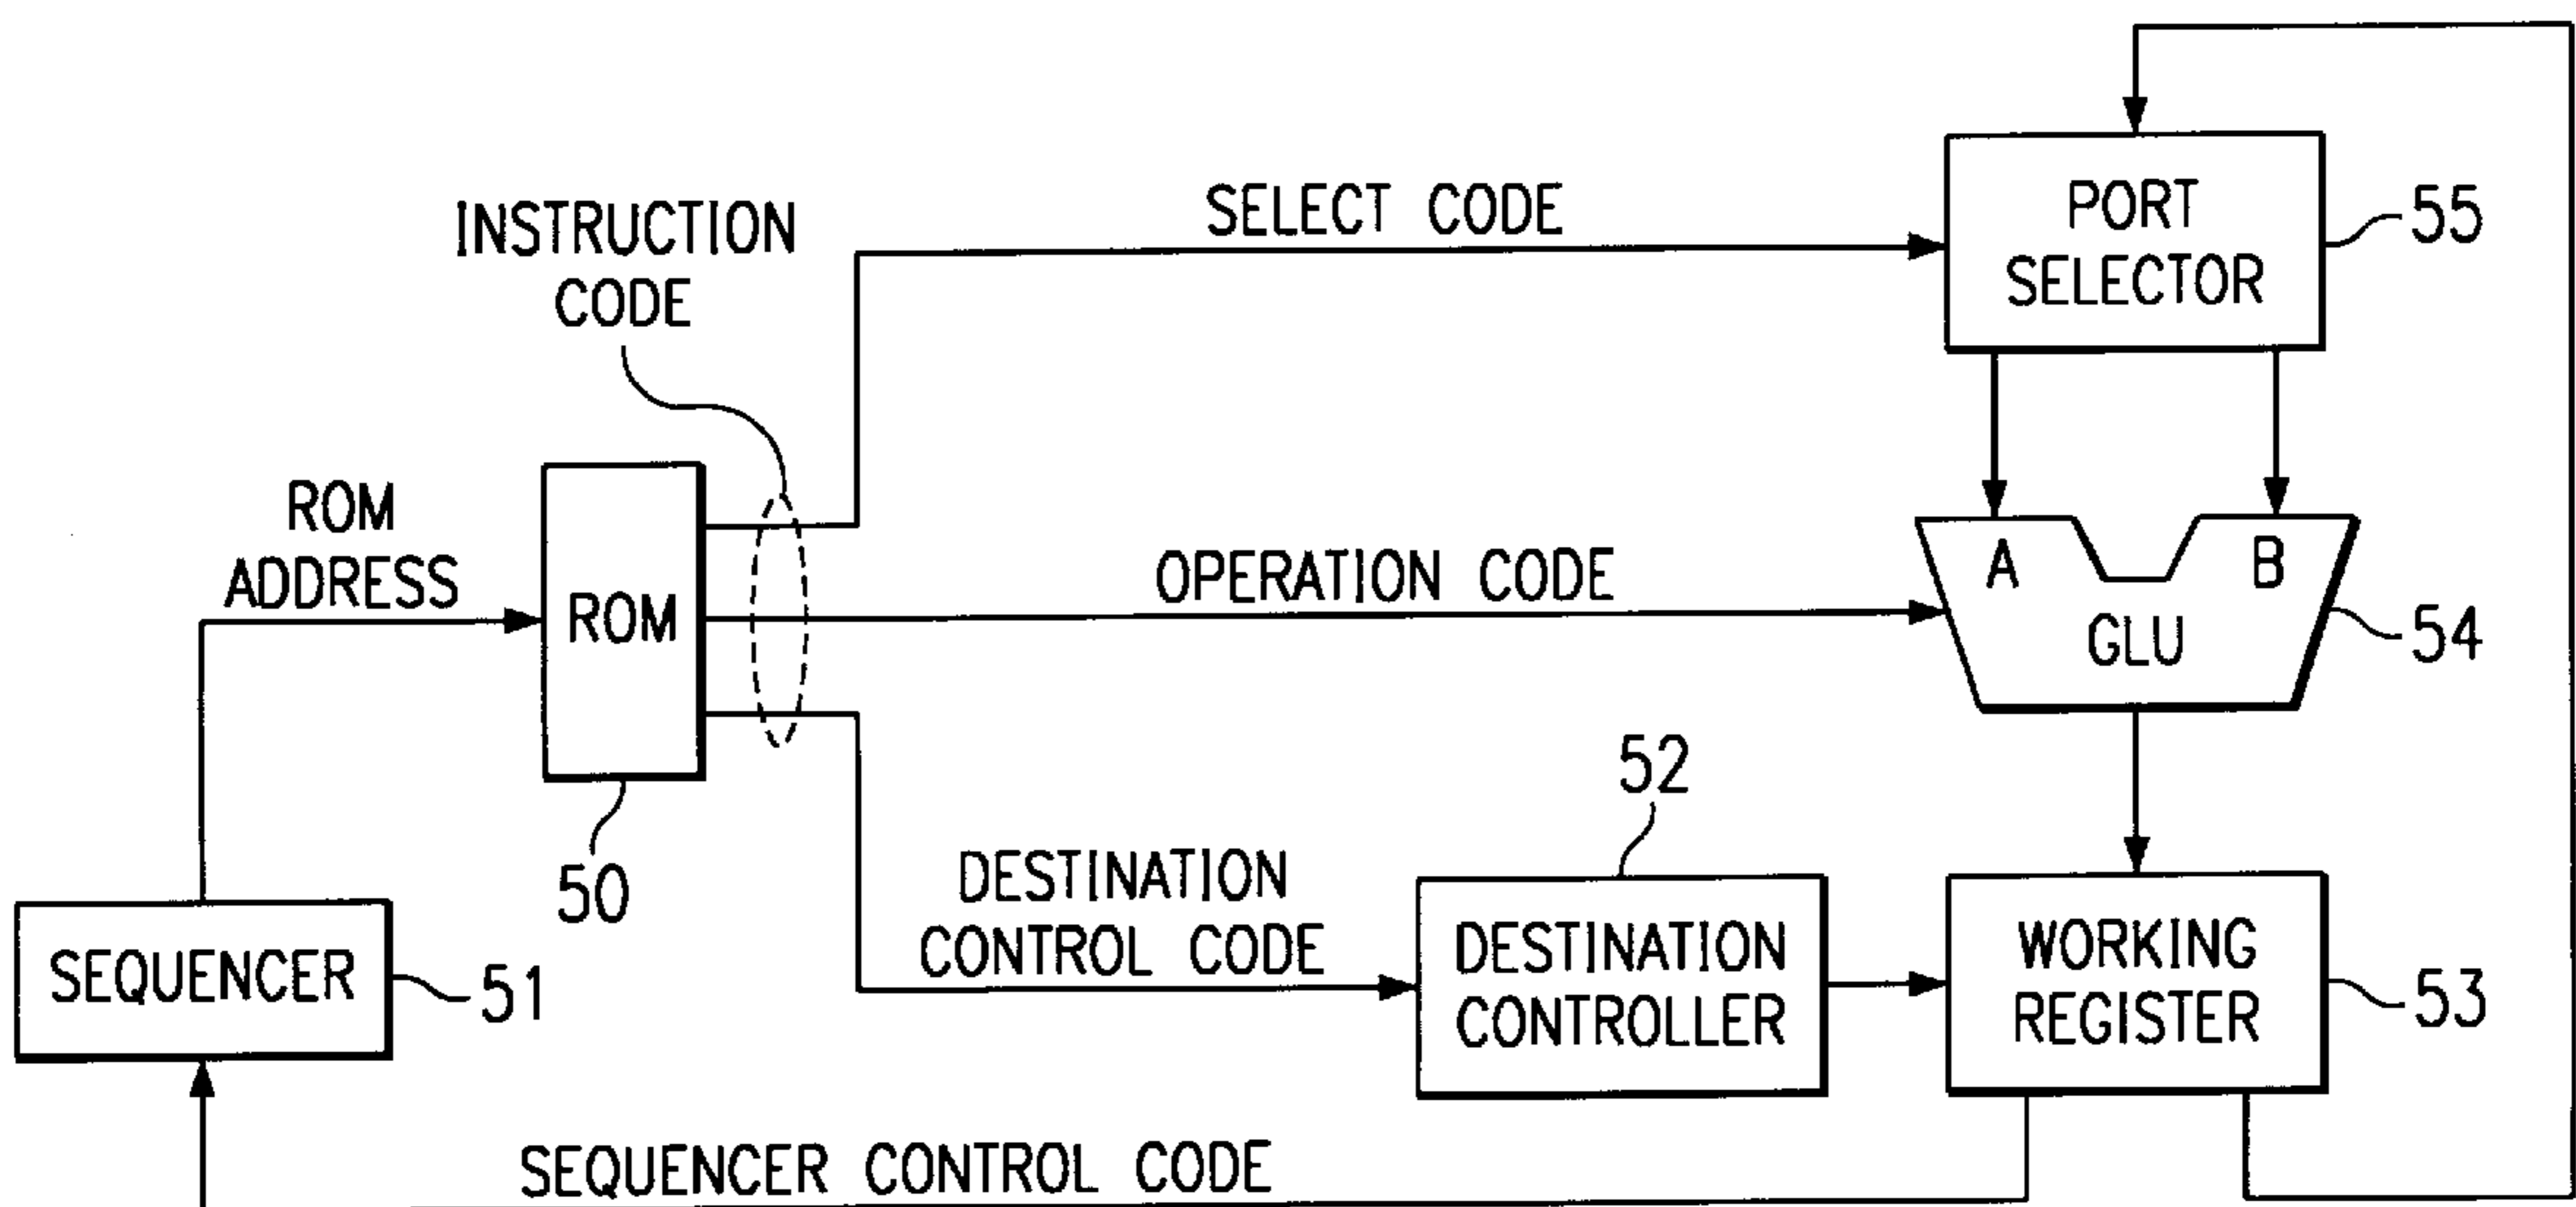 INSTRUCTION
CODE
SELECT CODE
PORT
SELECTOR
55
ROM
ADDRESS
ROM
50
OPERATION CODE
A
B
GLU
54
SEQUENCER
51
DESTINATION
CONTROL CODE
52
DESTINATION
CONTROLLER
WORKING
REGISTER
53
SEQUENCER CONTROL CODE